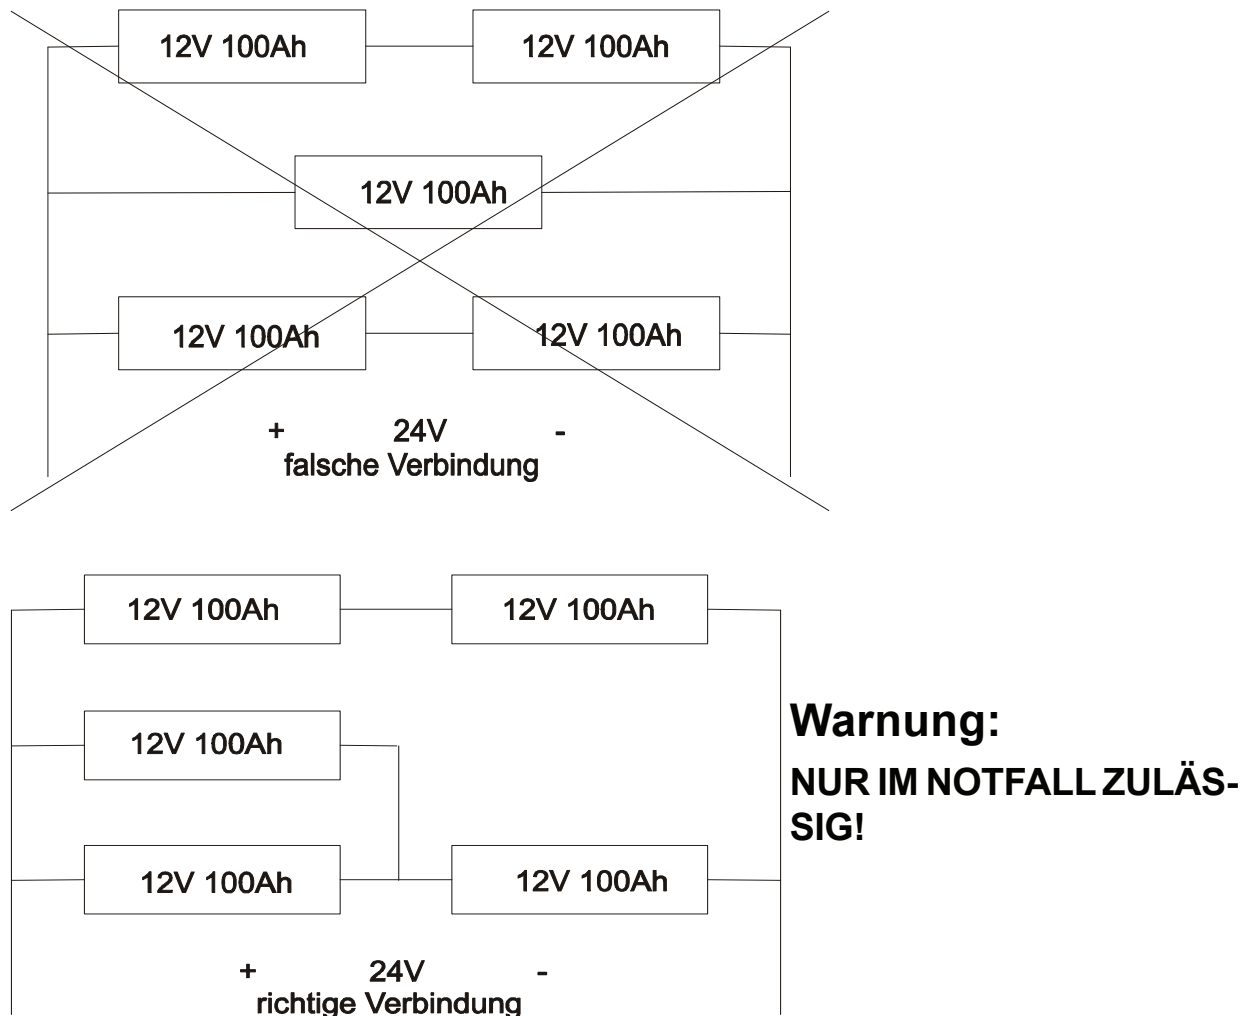 12V 100Ah 12V 100Ah
12V 100Ah
12V 100Ah 12V 100Ah
+ 24V -
falsche Verbindung
12V 100Ah 12V 100Ah
12V 100Ah
12V 100Ah 12V 100Ah
+ 24V -
richtige Verbindung
Warnung:
NUR IM NOTFALL ZULÄS-
SIG!